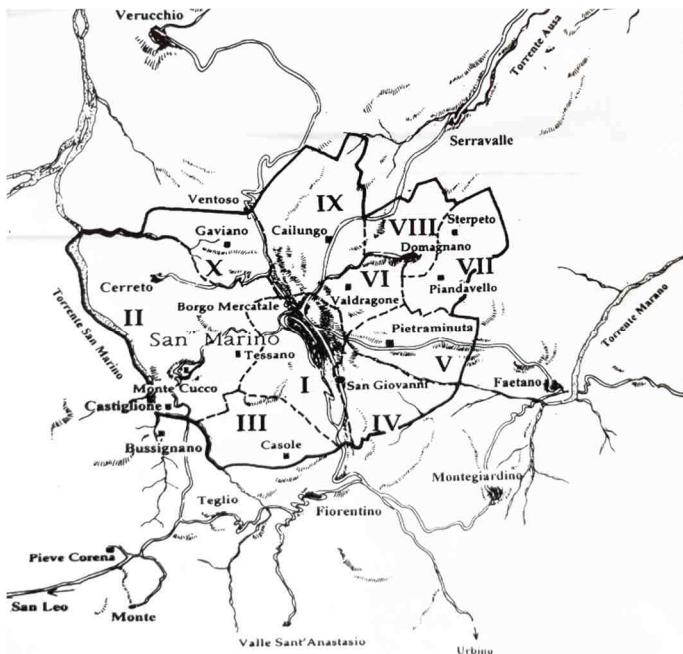 Verucchio
Torrente Ausa
Serravalle
Ventoso
IX
VIII
Sterpeto
Gaviano
Cailungo
Domagnano
X
VI
VII
Cerreto
Valdragone
Piandavello
Borgo Mercatale
II
Torrente San Marino
San Marino
Pietraminuta
Torrente Marano
Tessano
V
Monte Cucco
I
San Giovanni
Faetano
Castiglione
III
IV
Bussignano
Casole
Montegiardino
Teglio
Fiorentino
Pieve Corena
San Leo
Monte
Valle Sant'Anastasio
Urbino